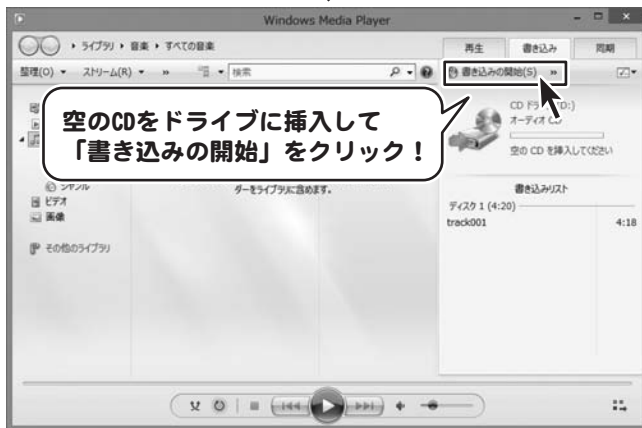 Windows Media Player
ライブラリ ▸ 音楽 ▸ すべての音楽
再生
書き込み
同期
整理(O)
ストリーム(R)
»
検索
書き込みの開始(S) »
空のCDをドライブに挿入して
「書き込みの開始」をクリック！
オーディオ CD
空の CD を挿入してください
ジャンル
ビデオ
画像
その他のライブラリ
ダーをライブラリに含めます。
書き込みリスト
ディスク 1 (4:20)
track001 4:18